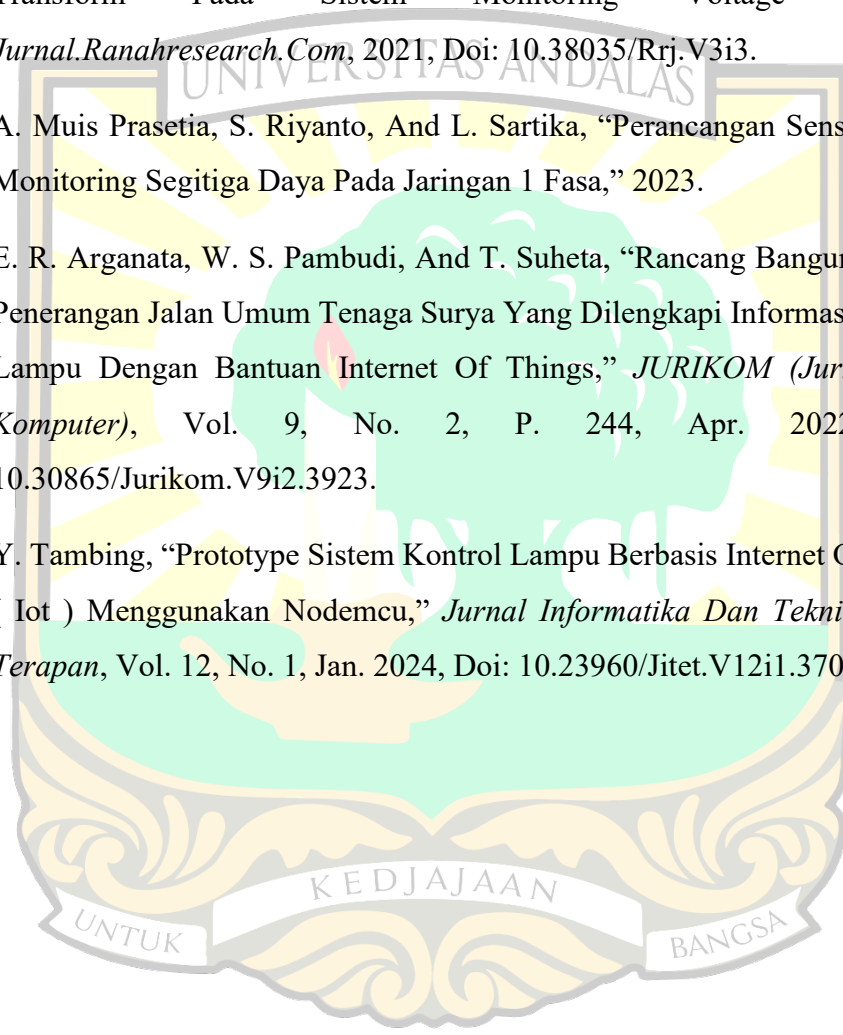 Transform Pada Sistem Monitoring Voltage
Jurnal.Ranahresearch.Com, 2021, Doi: 10.38035/Rrj.V3i3.
UNIVERSITAS ANDALAS
A. Muis Prasetia, S. Riyanto, And L. Sartika, “Perancangan Sens
Monitoring Segitiga Daya Pada Jaringan 1 Fasa,” 2023.
E. R. Arganata, W. S. Pambudi, And T. Suheta, “Rancang Bangun
Penerangan Jalan Umum Tenaga Surya Yang Dilengkapi Informas
Lampu Dengan Bantuan Internet Of Things,” JURIKOM (Jur
Komputer), Vol. 9, No. 2, P. 244, Apr. 2022
10.30865/Jurikom.V9i2.3923.
Y. Tambing, “Prototype Sistem Kontrol Lampu Berbasis Internet O
( Iot ) Menggunakan Nodemcu,” Jurnal Informatika Dan Tekni
Terapan, Vol. 12, No. 1, Jan. 2024, Doi: 10.23960/Jitet.V12i1.370
KEDJAJAAN
UNTUK
BANGSA